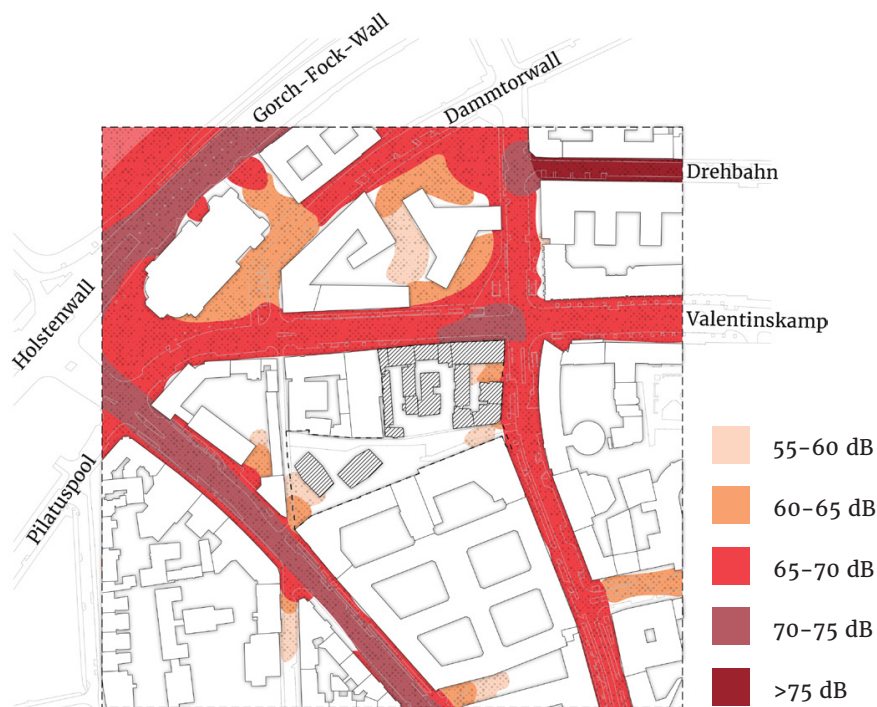 Gorch-Fock-Wall
Dammtorwall
Drehbahn
Holstenwall
Valentinskamp
Pilatuspool
55-60 dB
60-65 dB
65-70 dB
70-75 dB
>75 dB